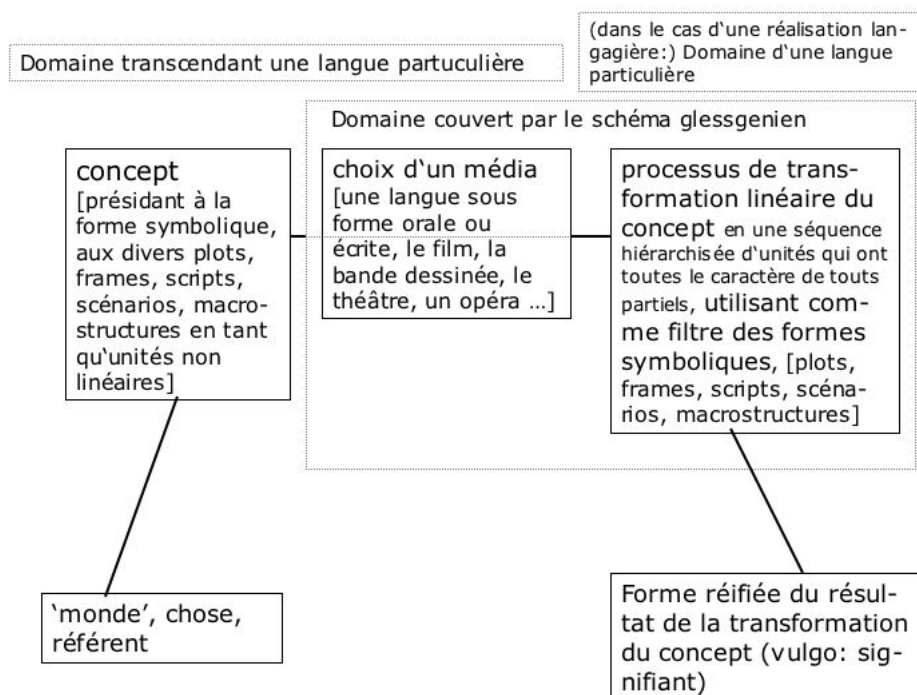 Domaine transcendant une langue partuculière
(dans le cas d‘une réalisation lan-
gagière:) Domaine d‘une langue
particulière
Domaine couvert par le schéma glessgenien
concept
[présidant à la
forme symbolique,
aux divers plots,
frames, scripts,
scénarios, macro-
structures en tant
qu‘unités non
linéaires]
choix d‘un média
[une langue sous
forme orale ou
écrite, le film, la
bande dessinée, le
théâtre, un opéra ...]
processus de trans-
formation linéaire du
concept en une séquence
hiérarchisée d‘unités qui ont
toutes le caractère de touts
partiels, utilisant com-
me filtre des formes
symboliques, [plots,
frames, scripts, scéna-
rios, macrostructures]
‘monde’, chose,
référent
Forme réifiée du résul-
tat de la transformation
du concept (vulgo: sig-
nifiant)